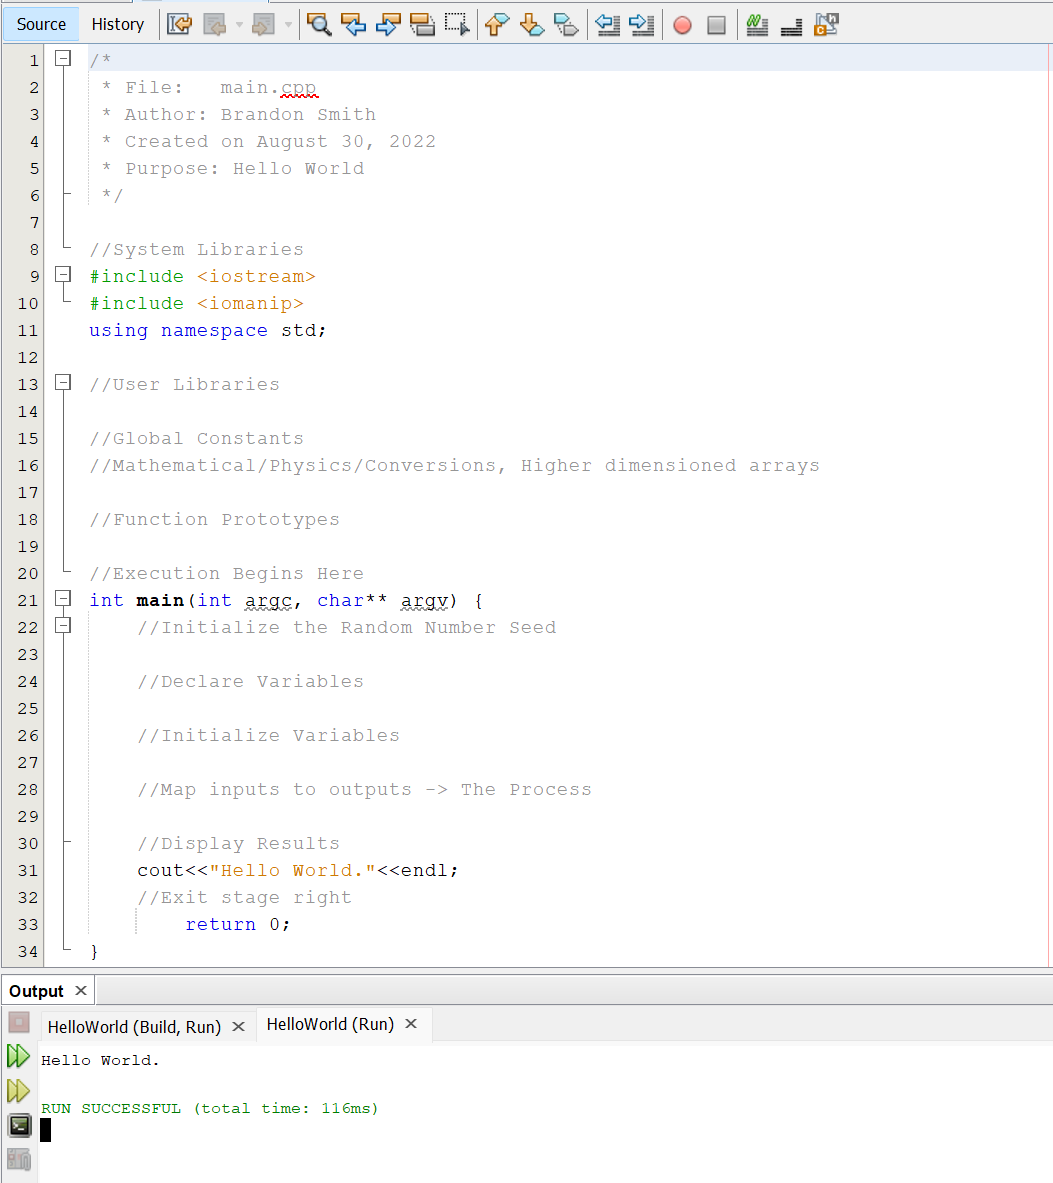 Source History
1 /*
2 * File:   main.cpp
3 * Author: Brandon Smith
4 * Created on August 30, 2022
5 * Purpose: Hello World
6 */
7
8 //System Libraries
9 #include <iostream>
10 #include <iomanip>
11 using namespace std;
12
13 //User Libraries
14
15 //Global Constants
16 //Mathematical/Physics/Conversions, Higher dimensioned arrays
17
18 //Function Prototypes
19
20 //Execution Begins Here
21 int main(int argc, char** argv) {
22     //Initialize the Random Number Seed
23
24     //Declare Variables
25
26     //Initialize Variables
27
28     //Map inputs to outputs -> The Process
29
30     //Display Results
31     cout<<"Hello World."<<endl;
32     //Exit stage right
33         return 0;
34 }
Output ×
HelloWorld (Build, Run) × HelloWorld (Run) ×
Hello World.
RUN SUCCESSFUL (total time: 116ms)